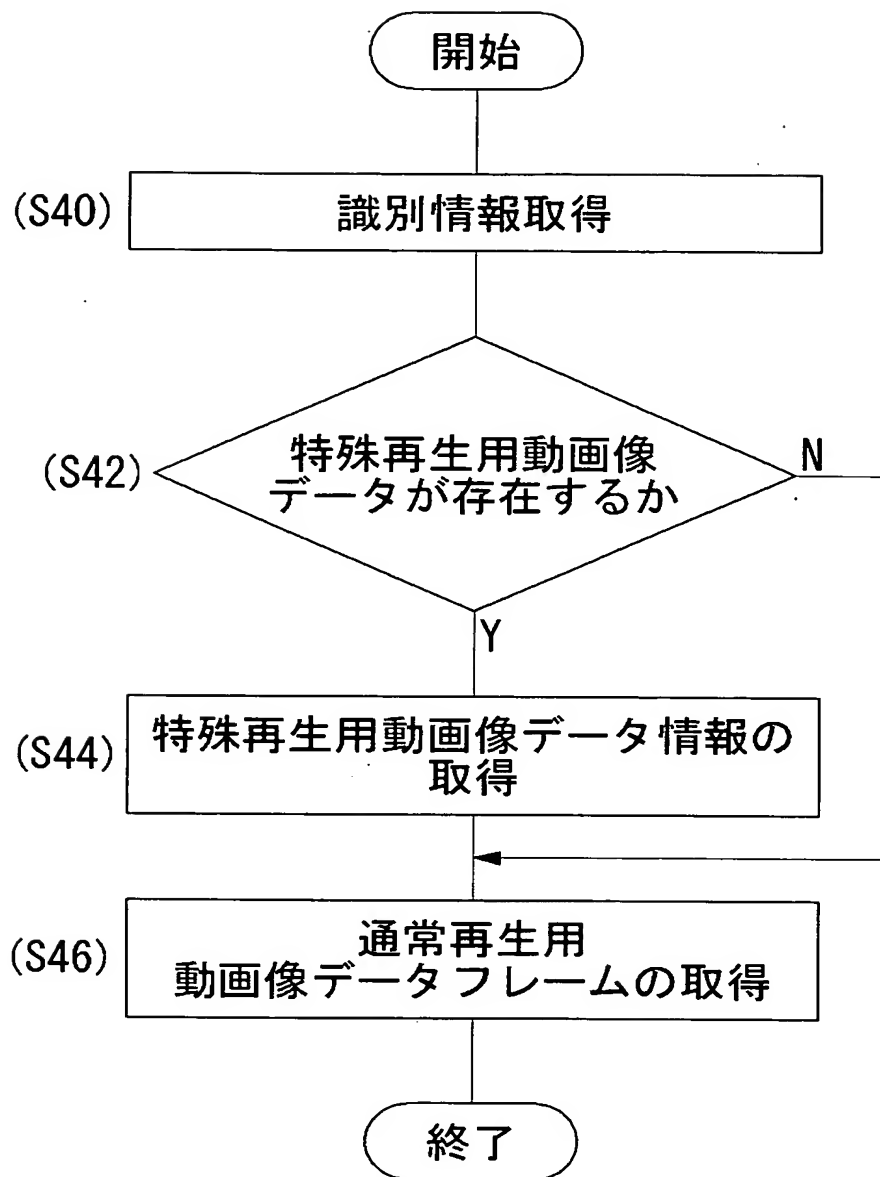 開始
(S40)
識別情報取得
(S42)
特殊再生用動画像
データが存在するか
N
Y
(S44)
特殊再生用動画像データ情報の
取得
(S46)
通常再生用
動画像データフレームの取得
終了